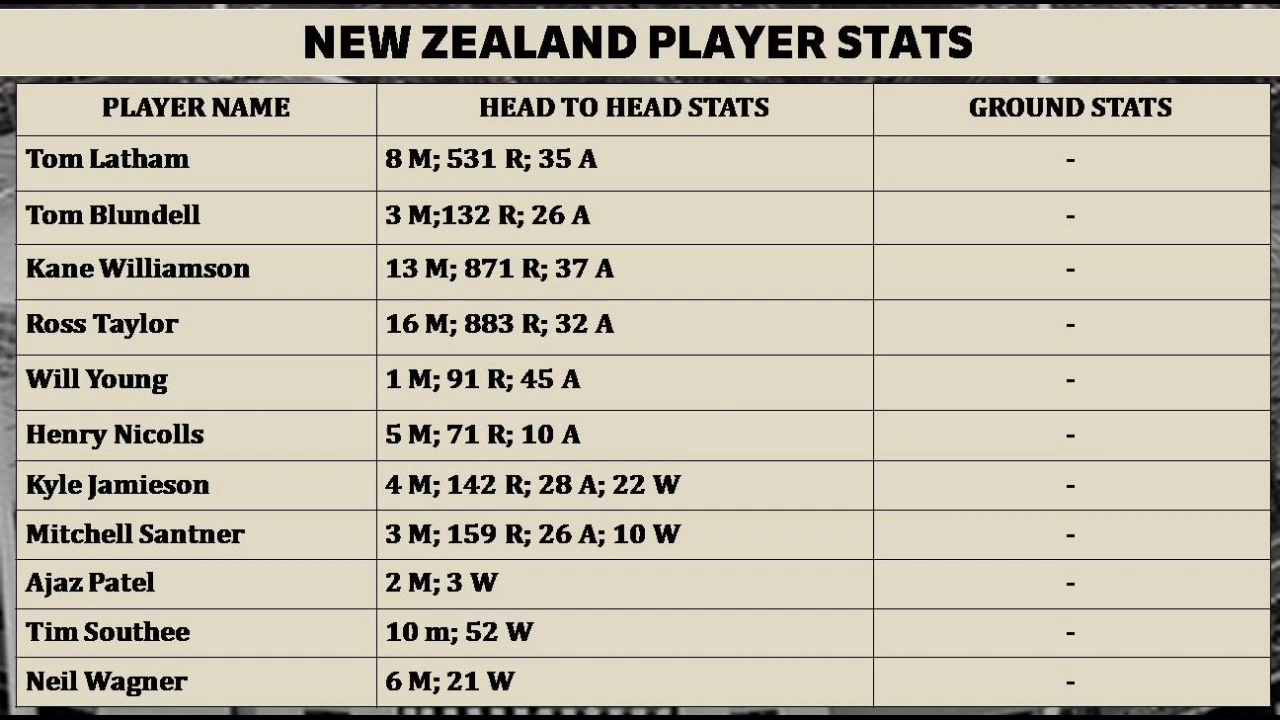 NEW ZEALAND PLAYER STATS
PLAYER NAME HEAD TO HEAD STATS GROUND STATS
Tom Latham 8 M; 531 R; 35 A -
Tom Blundell 3 M;132 R; 26 A -
Kane Williamson 13 M; 871 R; 37 A -
Ross Taylor 16 M; 883 R; 32 A -
Will Young 1 M; 91 R; 45 A -
Henry Nicolls 5 M; 71 R; 10 A -
Kyle Jamieson 4 M; 142 R; 28 A; 22 W -
Mitchell Santner 3 M; 159 R; 26 A; 10 W -
Ajaz Patel 2 M; 3 W -
Tim Southee 10 m; 52 W -
Neil Wagner 6 M; 21 W -